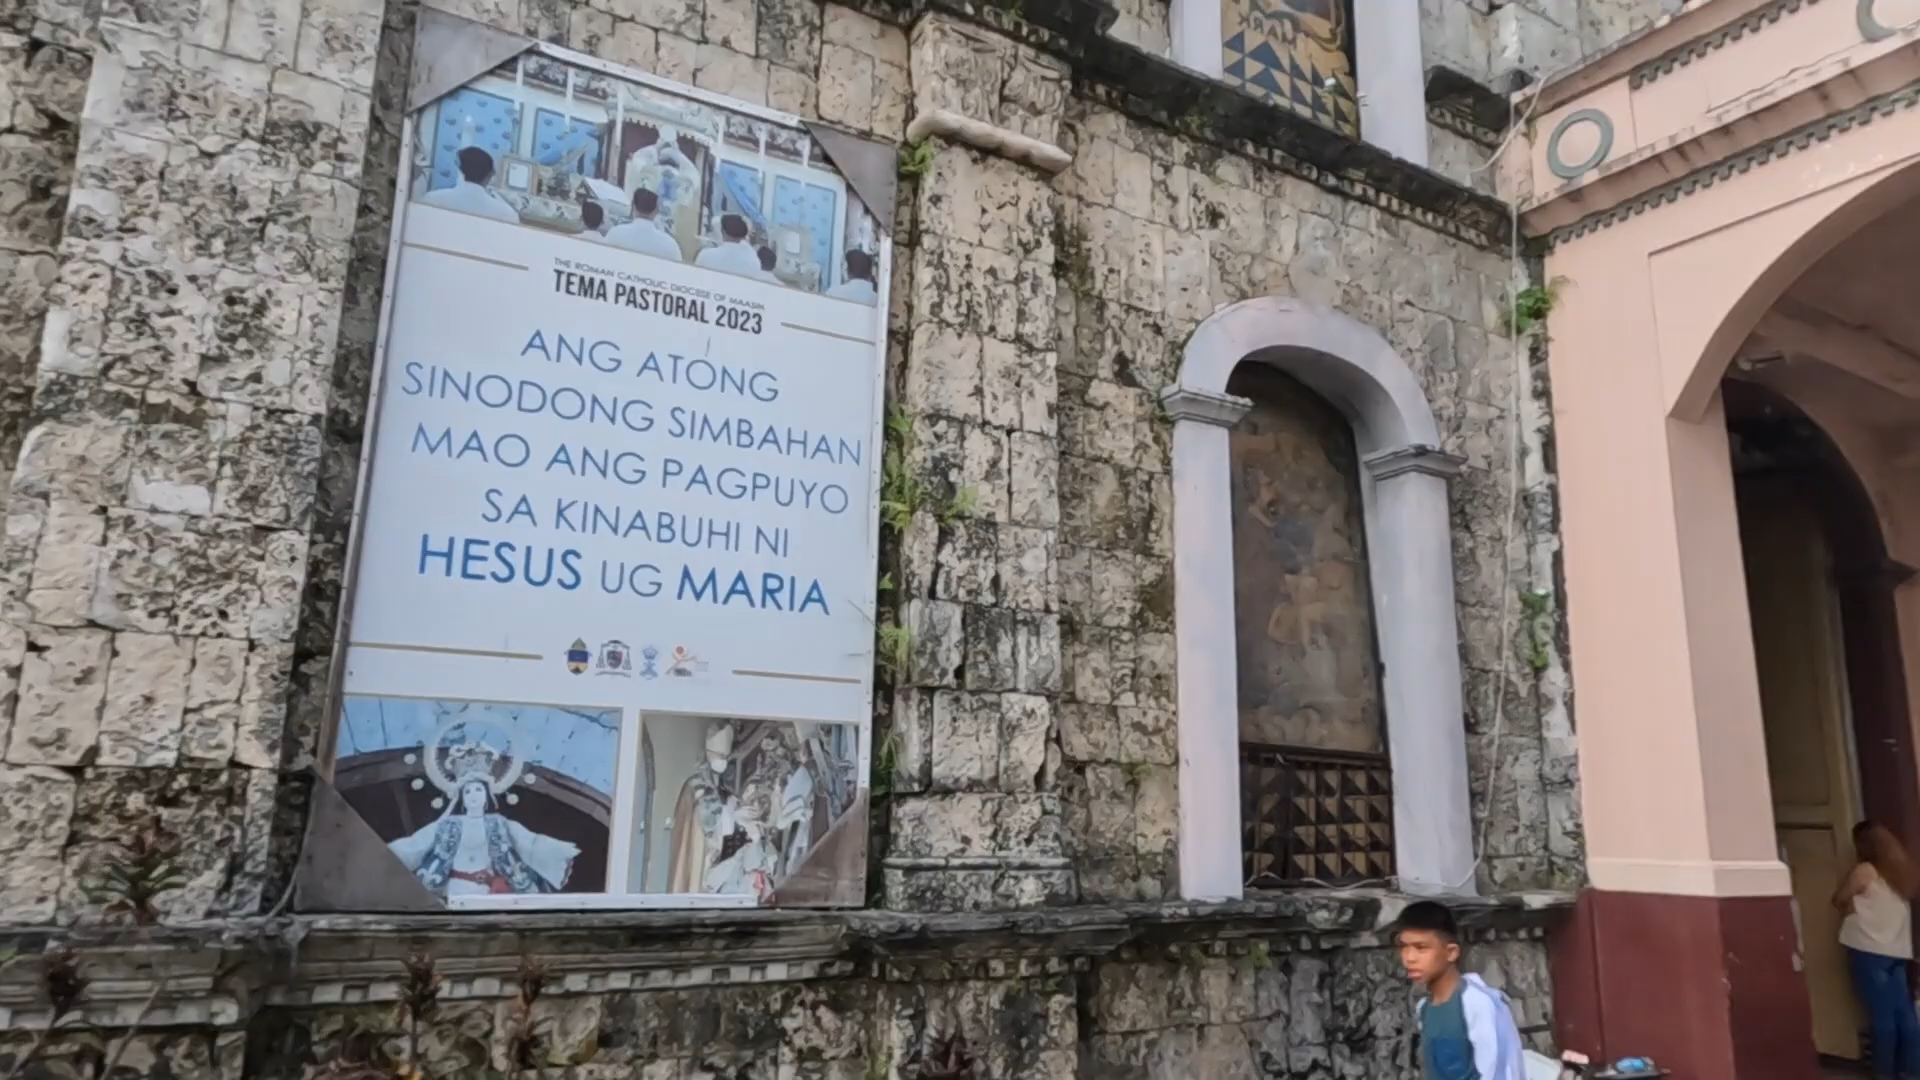 THE ROMAN CATHOLIC DIOCESE OF MAASIN
TEMA PASTORAL 2023
ANG ATONG
SINODONG SIMBAHAN
MAO ANG PAGPUYO
SA KINABUHI NI
HESUS UG MARIA